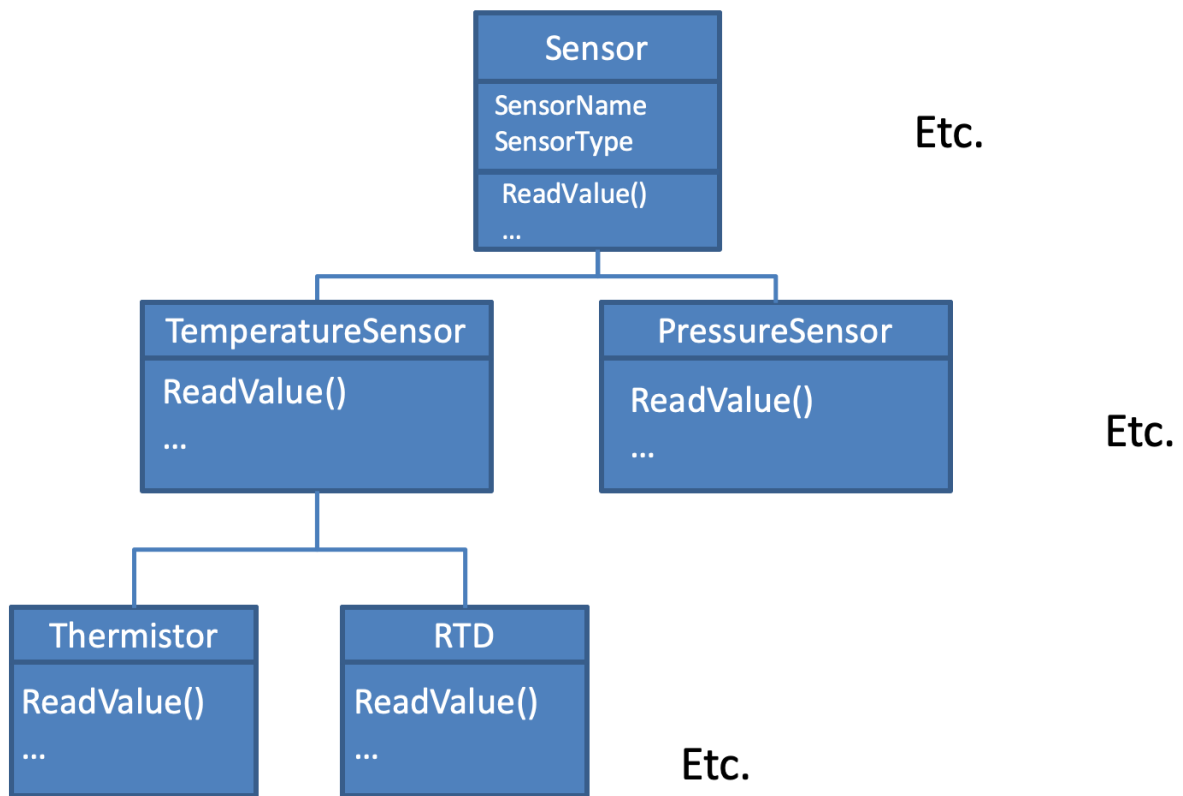 Sensor
SensorName
SensorType
ReadValue()
...
Etc.
TemperatureSensor
ReadValue()
...
PressureSensor
ReadValue()
...
Etc.
Thermistor
ReadValue()
...
RTD
ReadValue()
...
Etc.